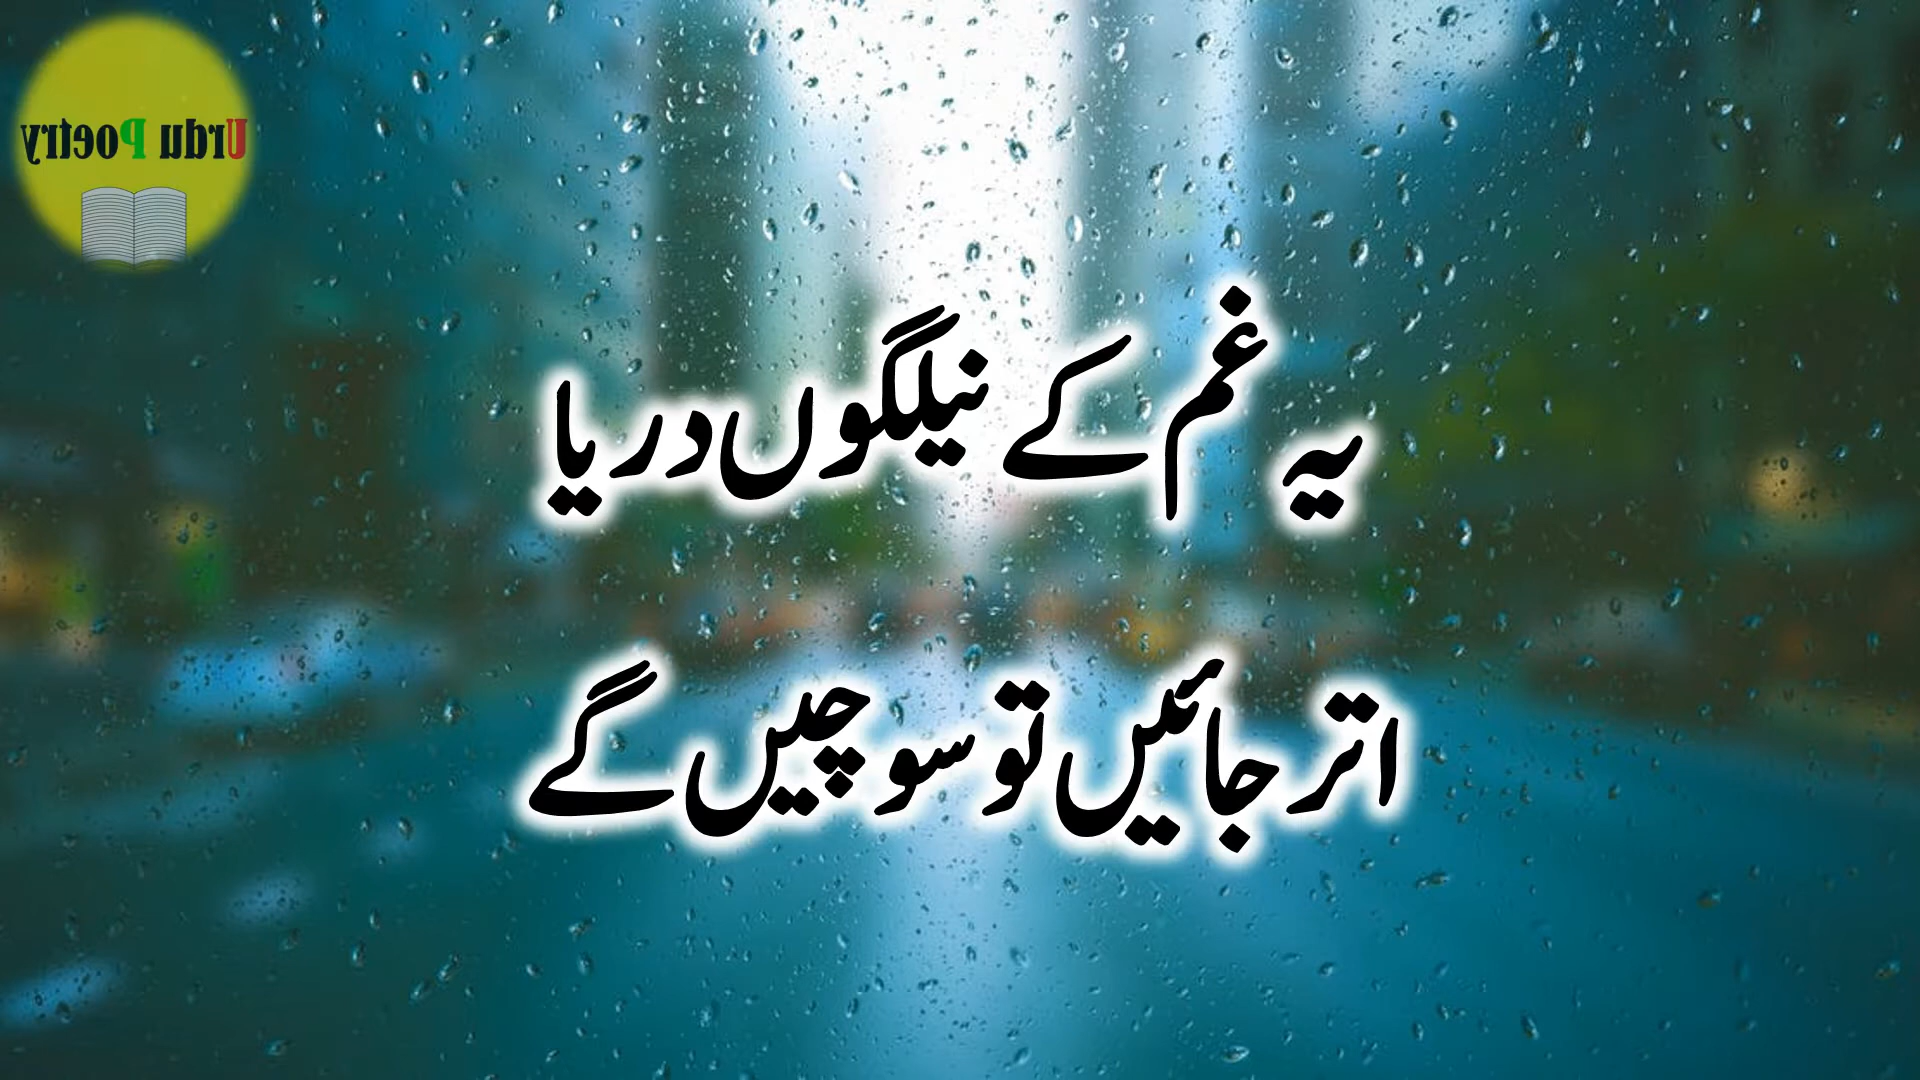 Urdu Poetry
یہ غم کے نیلگوں دریا
اتر جائیں تو سوچیں گے